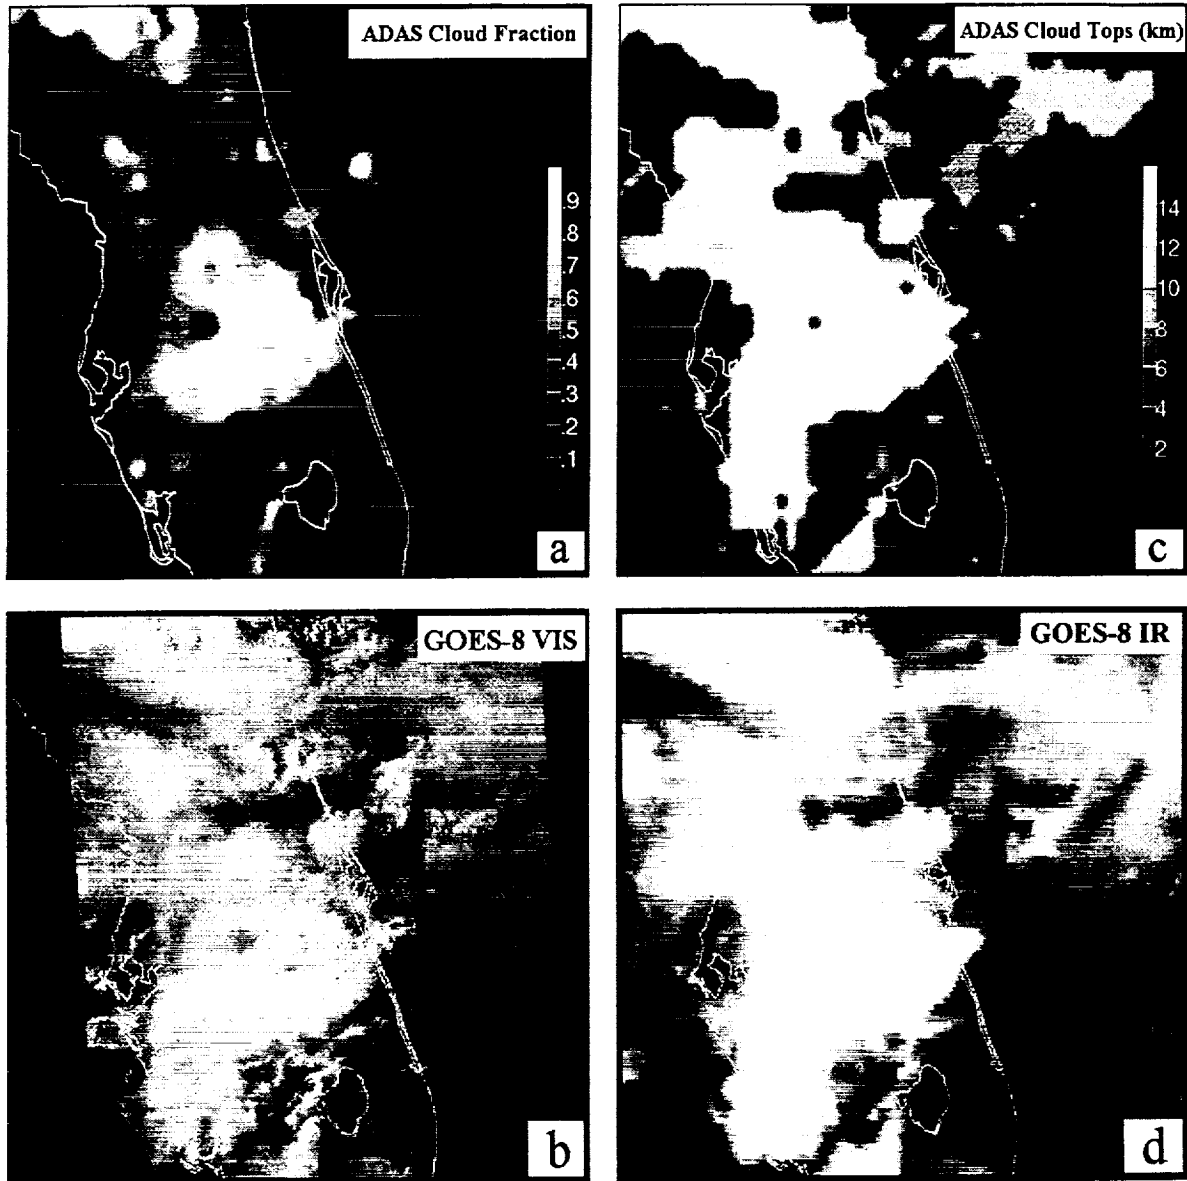 ADAS Cloud Fraction
.9
.8
.7
.6
.5
.4
.3
.2
.1
a
ADAS Cloud Tops (km)
14
12
10
8
6
4
2
c
GOES-8 VIS
b
GOES-8 IR
d